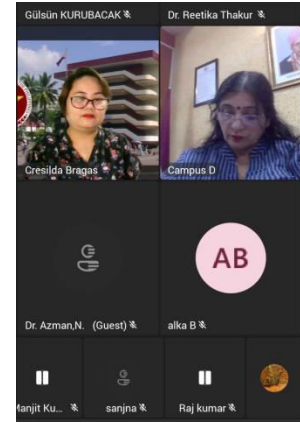 Gülsün KURUBACAK
Dr. Reetika Thakur
Cresilda Bragas
Campus D
AB
Dr. Azman,N. (Guest)
alka B
Manjit Ku...
sanjna
Raj kumar